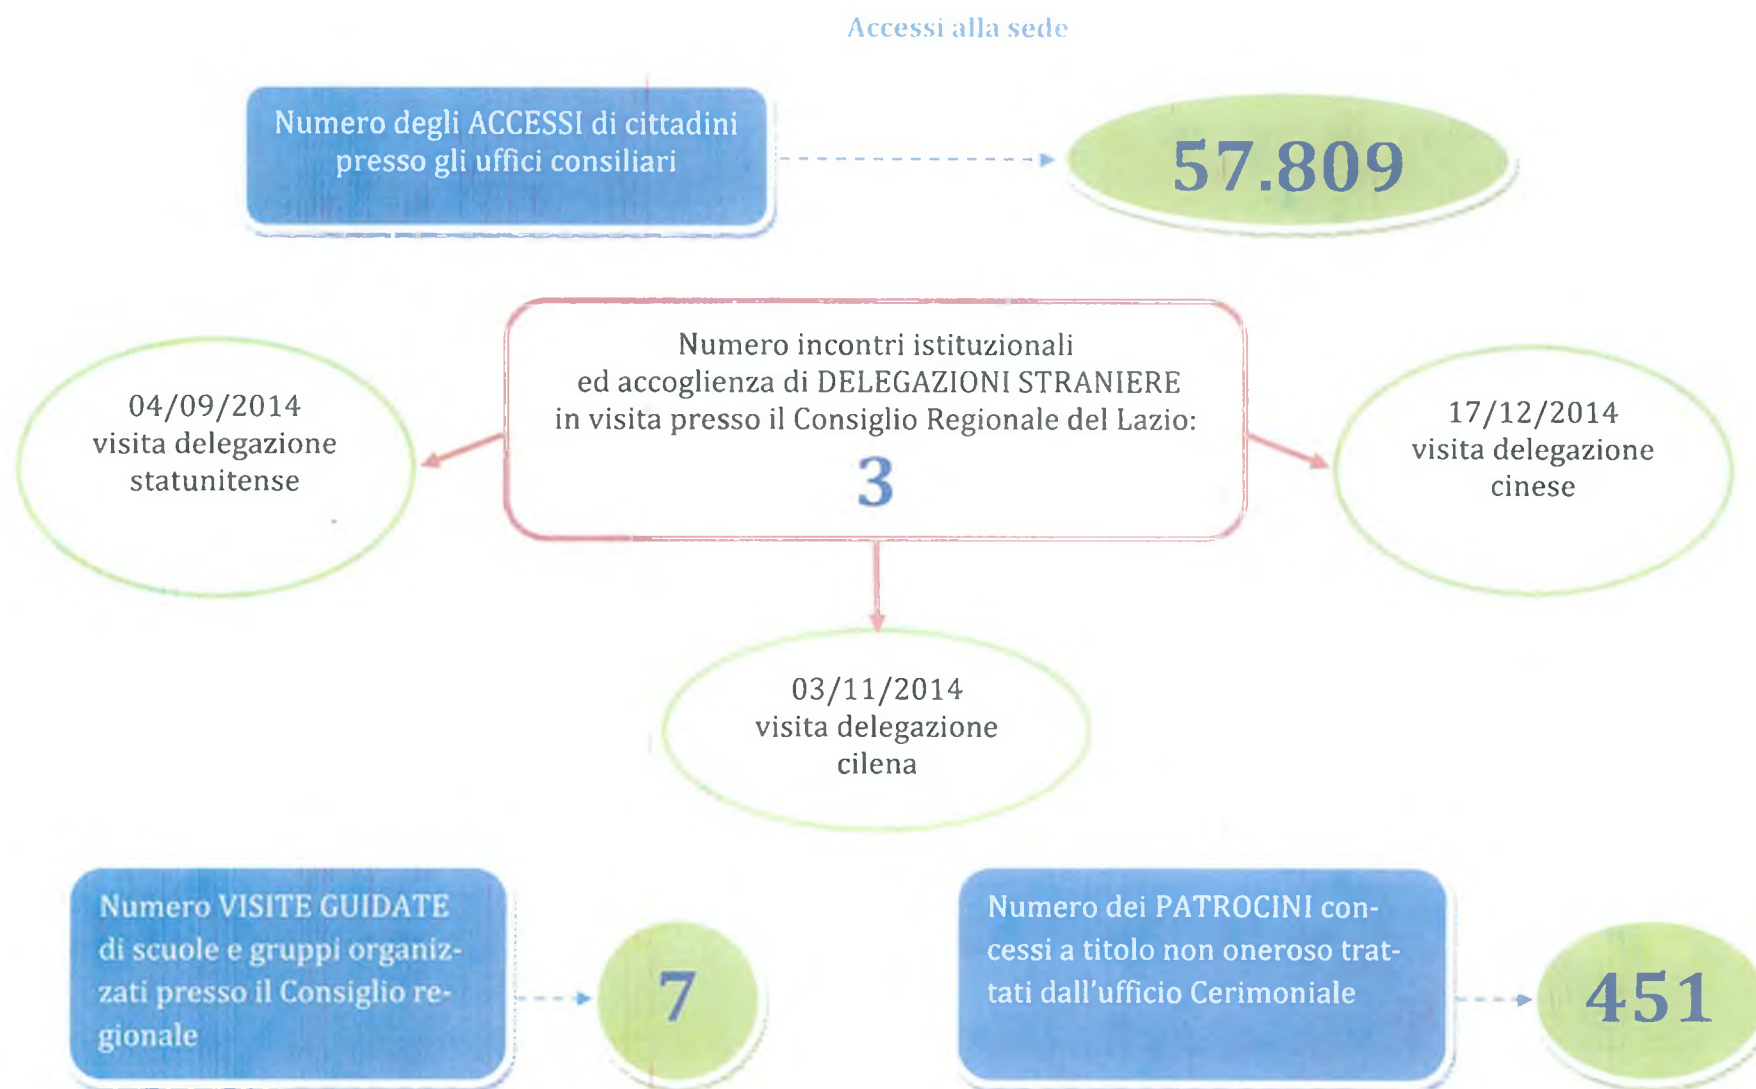 Accessi alla sede
Numero degli ACCESSI di cittadini
presso gli uffici consiliari
57.809
Numero incontri istituzionali
ed accoglienza di DELEGAZIONI STRANIERE
in visita presso il Consiglio Regionale del Lazio:
3
04/09/2014
visita delegazione
statunitense
17/12/2014
visita delegazione
cinese
03/11/2014
visita delegazione
cilena
Numero VISITE GUIDATE
di scuole e gruppi organiz-
zati presso il Consiglio re-
gionale
7
Numero dei PATROCINI con-
cessi a titolo non oneroso trat-
tati dall'ufficio Cerimoniale
451